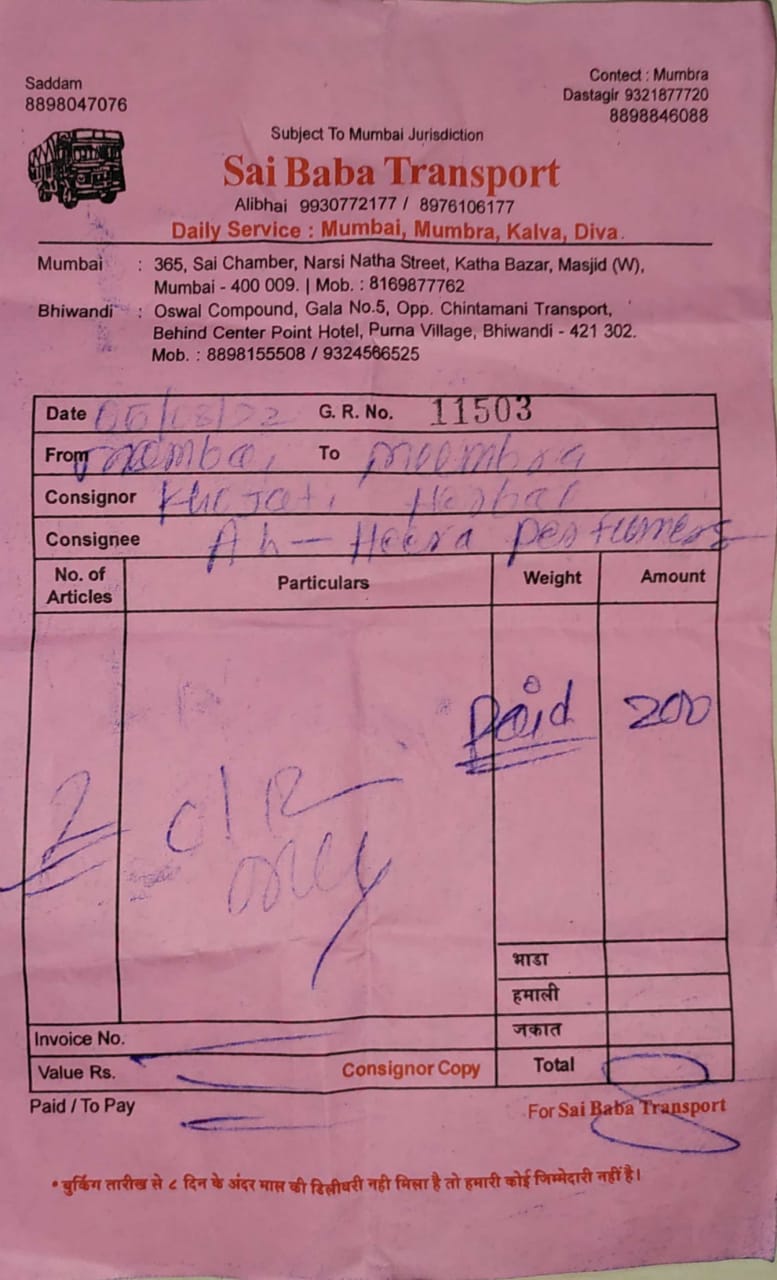 Saddam
8898047076
Contect : Mumbra
Dastagir 9321877720
8898846088
Subject To Mumbai Jurisdiction
Sai Baba Transport
Alibhai 9930772177 / 8976106177
Daily Service : Mumbai, Mumbra, Kalva, Diva.
Mumbai : 365, Sai Chamber, Narsi Natha Street, Katha Bazar, Masjid (W),
Mumbai - 400 009. | Mob. : 8169877762
Bhiwandi : Oswal Compound, Gala No.5, Opp. Chintamani Transport,
Behind Center Point Hotel, Purna Village, Bhiwandi - 421 302.
Mob. : 8898155508 / 9324566525
Date G. R. No. 11503
From To Mumbra
Consignor Herbal
Consignee Heera Perfumers
No. of Articles Particulars Weight Amount
Paid 200
2 C/R
only
भाडा
हमाली
Invoice No. जकात
Value Rs. Consignor Copy Total
Paid / To Pay For Sai Baba Transport
* बुकिंग तारीख से ८ दिन के अंदर माल की डिलीवरी नही मिला है तो हमारी कोई जिम्मेदारी नहीं है।